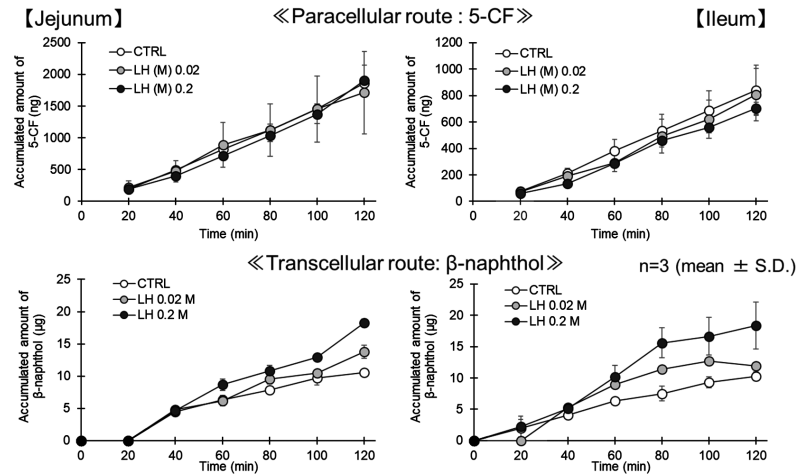 【Jejunum】
≪Paracellular route : 5-CF≫
【Ileum】
Accumulated amount of
5-CF (ng)
2500
2000
1500
1000
500
0
CTRL
LH (M) 0.02
LH (M) 0.2
0 20 40 60 80 100 120
Time (min)
Accumulated amount of
5-CF (ng)
1200
1000
800
600
400
200
0
CTRL
LH (M) 0.02
LH (M) 0.2
0 20 40 60 80 100 120
Time (min)
≪Transcellular route: β-naphthol≫
n=3 (mean ± S.D.)
Accumulated amount of
β-naphthol (μg)
25
20
15
10
5
0
CTRL
LH 0.02 M
LH 0.2 M
0 20 40 60 80 100 120
Time (min)
Accumulated amount of
β-naphthol (μg)
25
20
15
10
5
0
CTRL
LH 0.02 M
LH 0.2 M
0 20 40 60 80 100 120
Time (min)